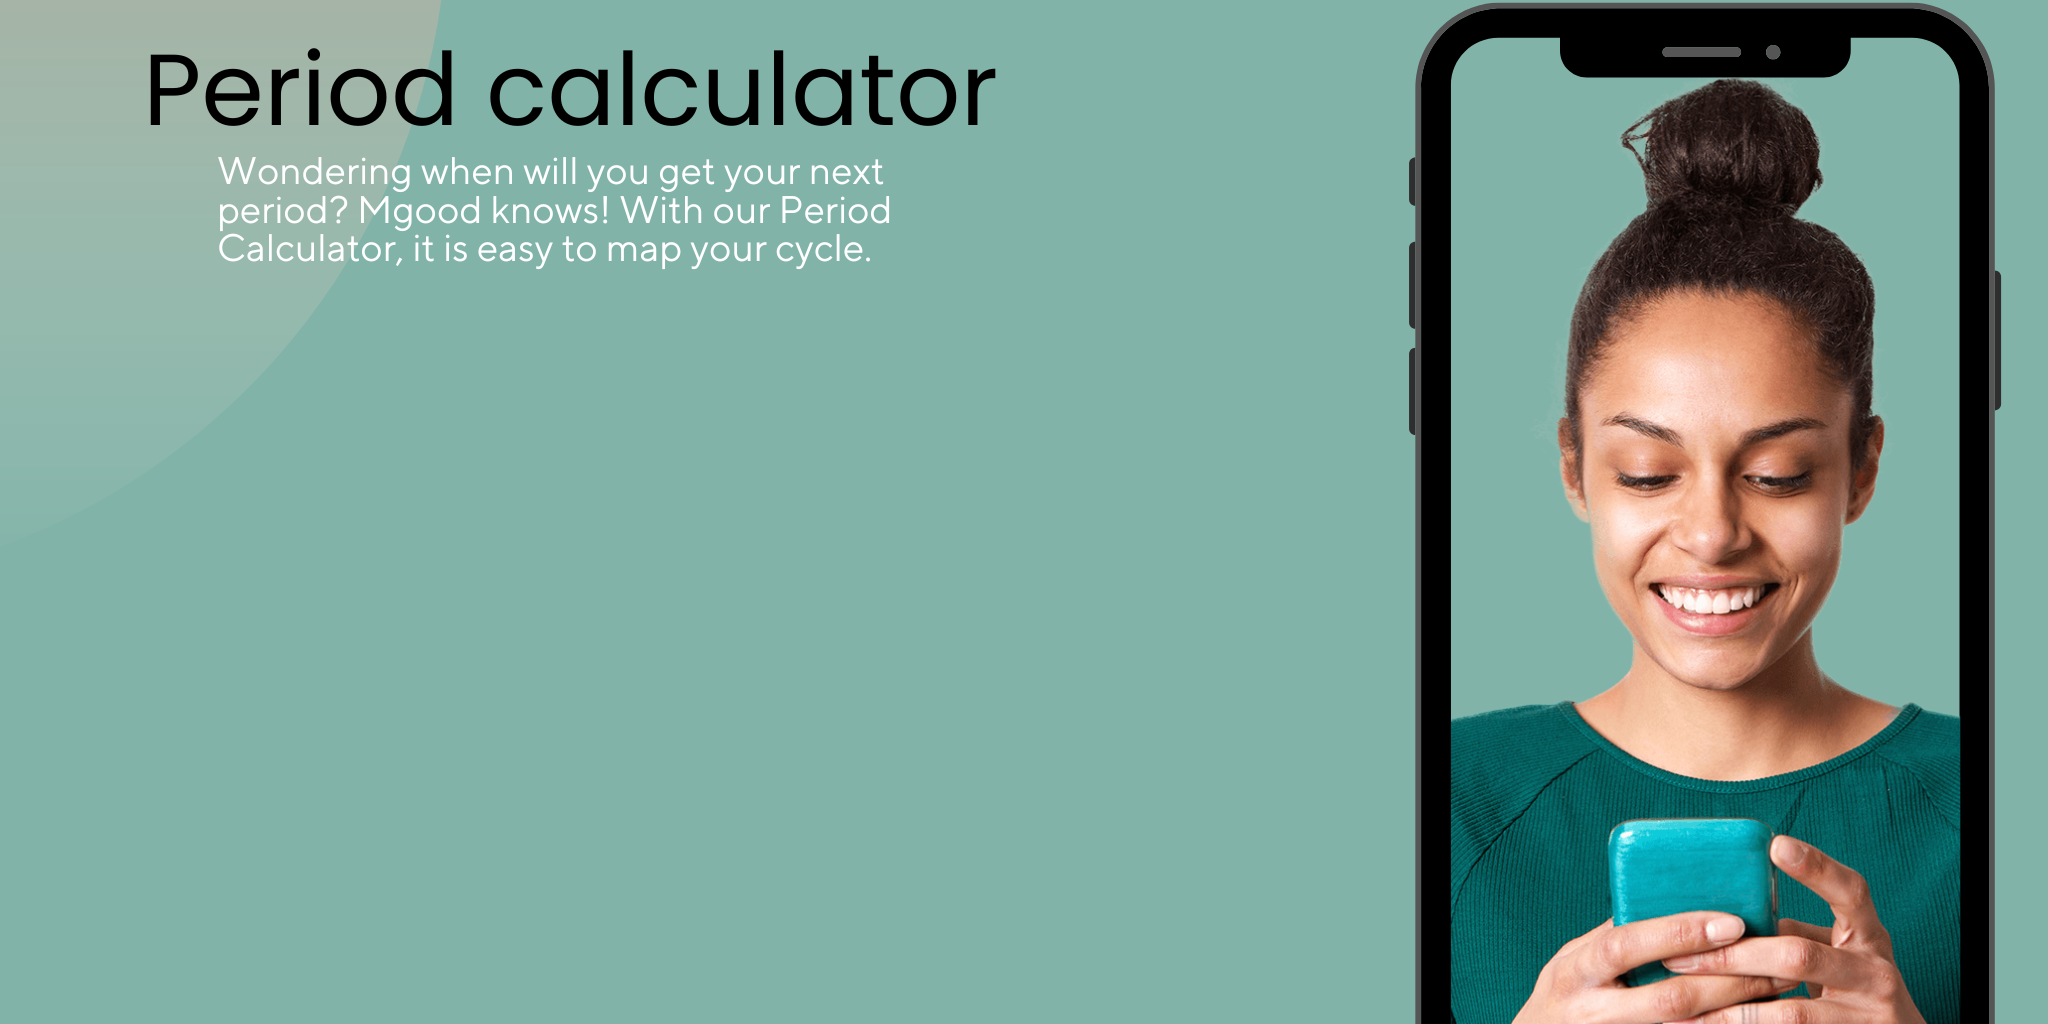 Period calculator
Wondering when will you get your next
period? Mgood knows! With our Period
Calculator, it is easy to map your cycle.